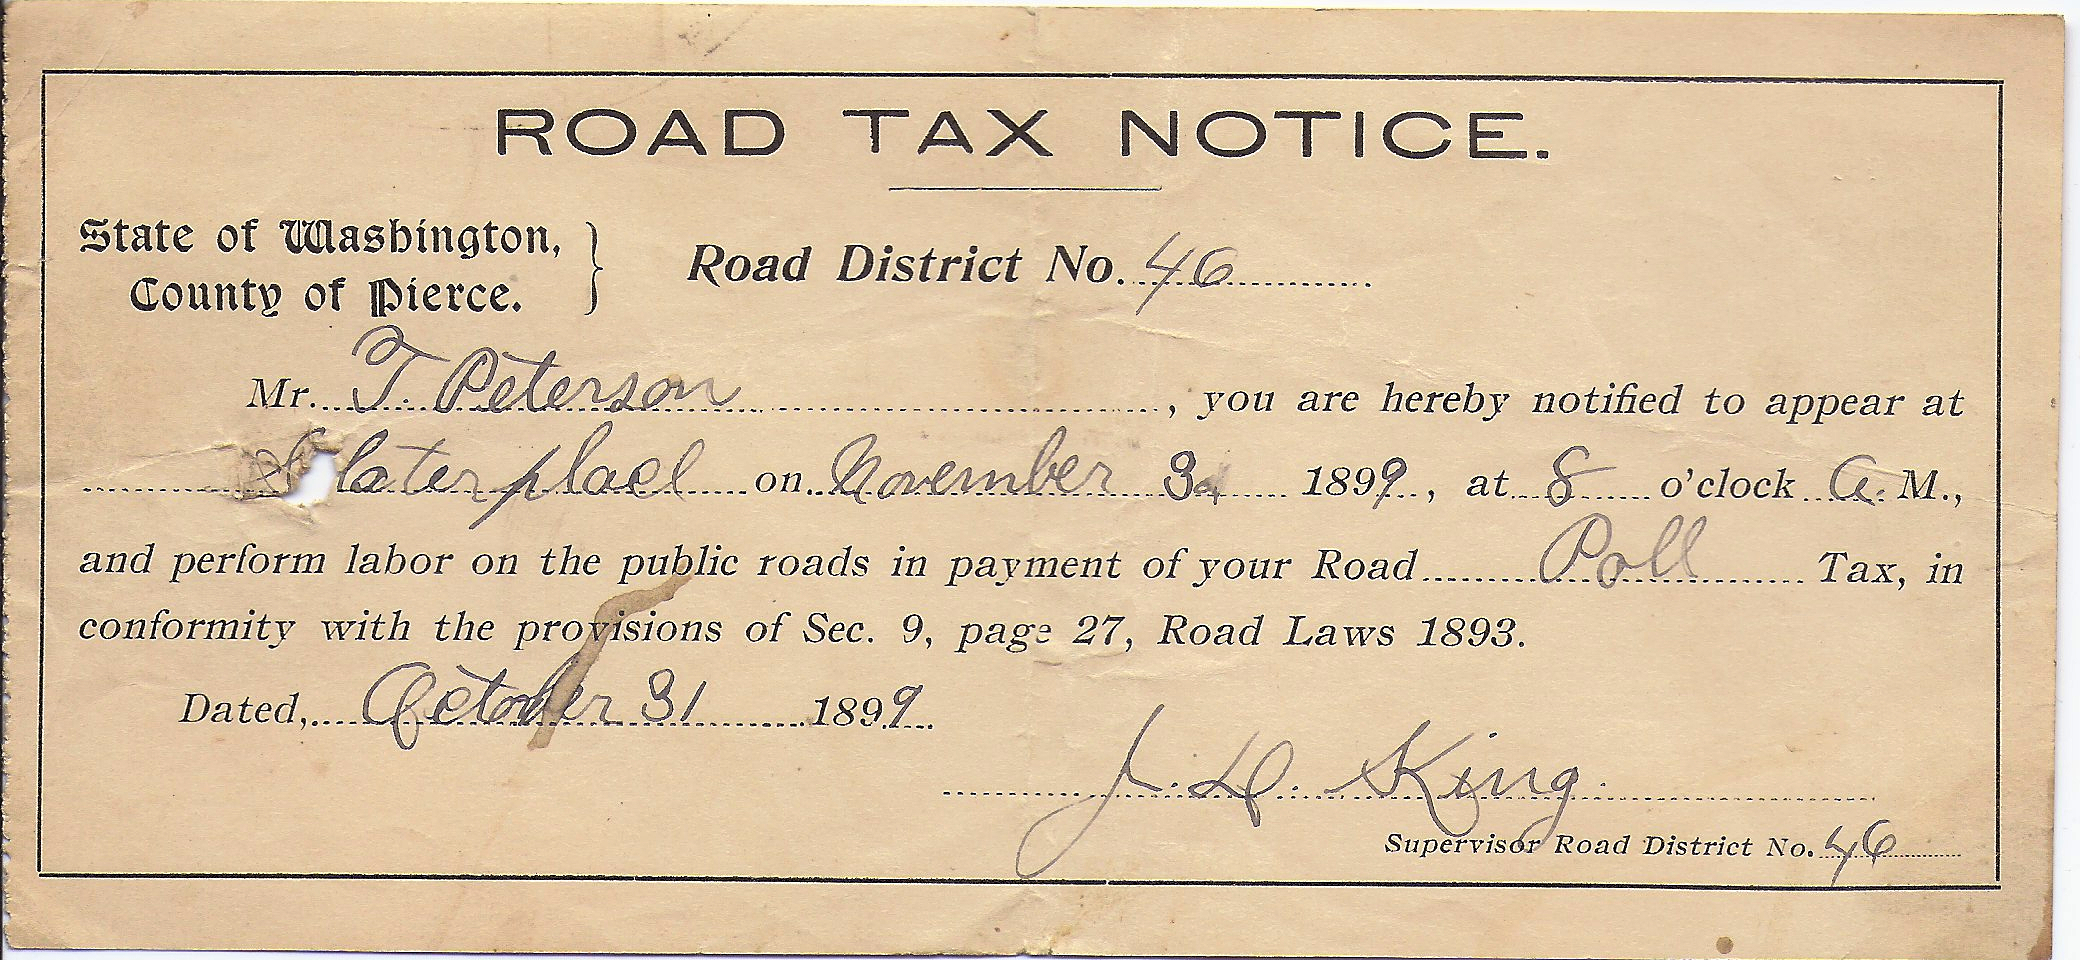 ROAD TAX NOTICE.
State of Washington,
County of Pierce.
Road District No. 46
Mr. T. Peterson, you are hereby notified to appear at
Slater place on November 3d 1899, at 8 o'clock A. M.,
and perform labor on the public roads in payment of your Road Poll Tax, in
conformity with the provisions of Sec. 9, page 27, Road Laws 1893.
Dated, October 31 1899.
J. D. King.
Supervisor Road District No. 46